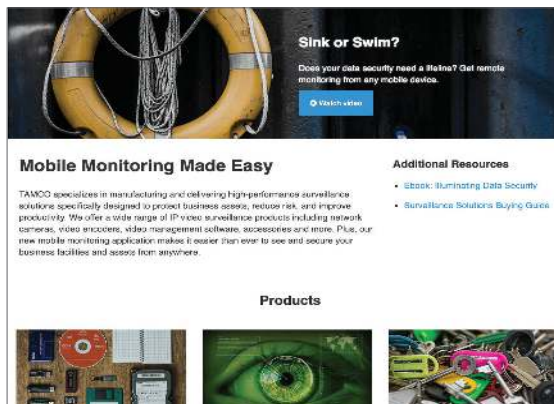 Sink or Swim?
Does your data security need a lifeline? Get remote
monitoring from any mobile device.
Watch video
Mobile Monitoring Made Easy
TAMCO specializes in manufacturing and delivering high-performance surveillance
solutions specifically designed to protect business assets, reduce risk, and improve
productivity. We offer a wide range of IP video surveillance products including network
cameras, video encoders, video management software, accessories and more. Plus, our
new mobile monitoring application makes it easier than ever to see and secure your
business facilities and assets from anywhere.
Additional Resources
Ebook: Illuminating Data Security
Surveillance Solutions Buying Guide
Products